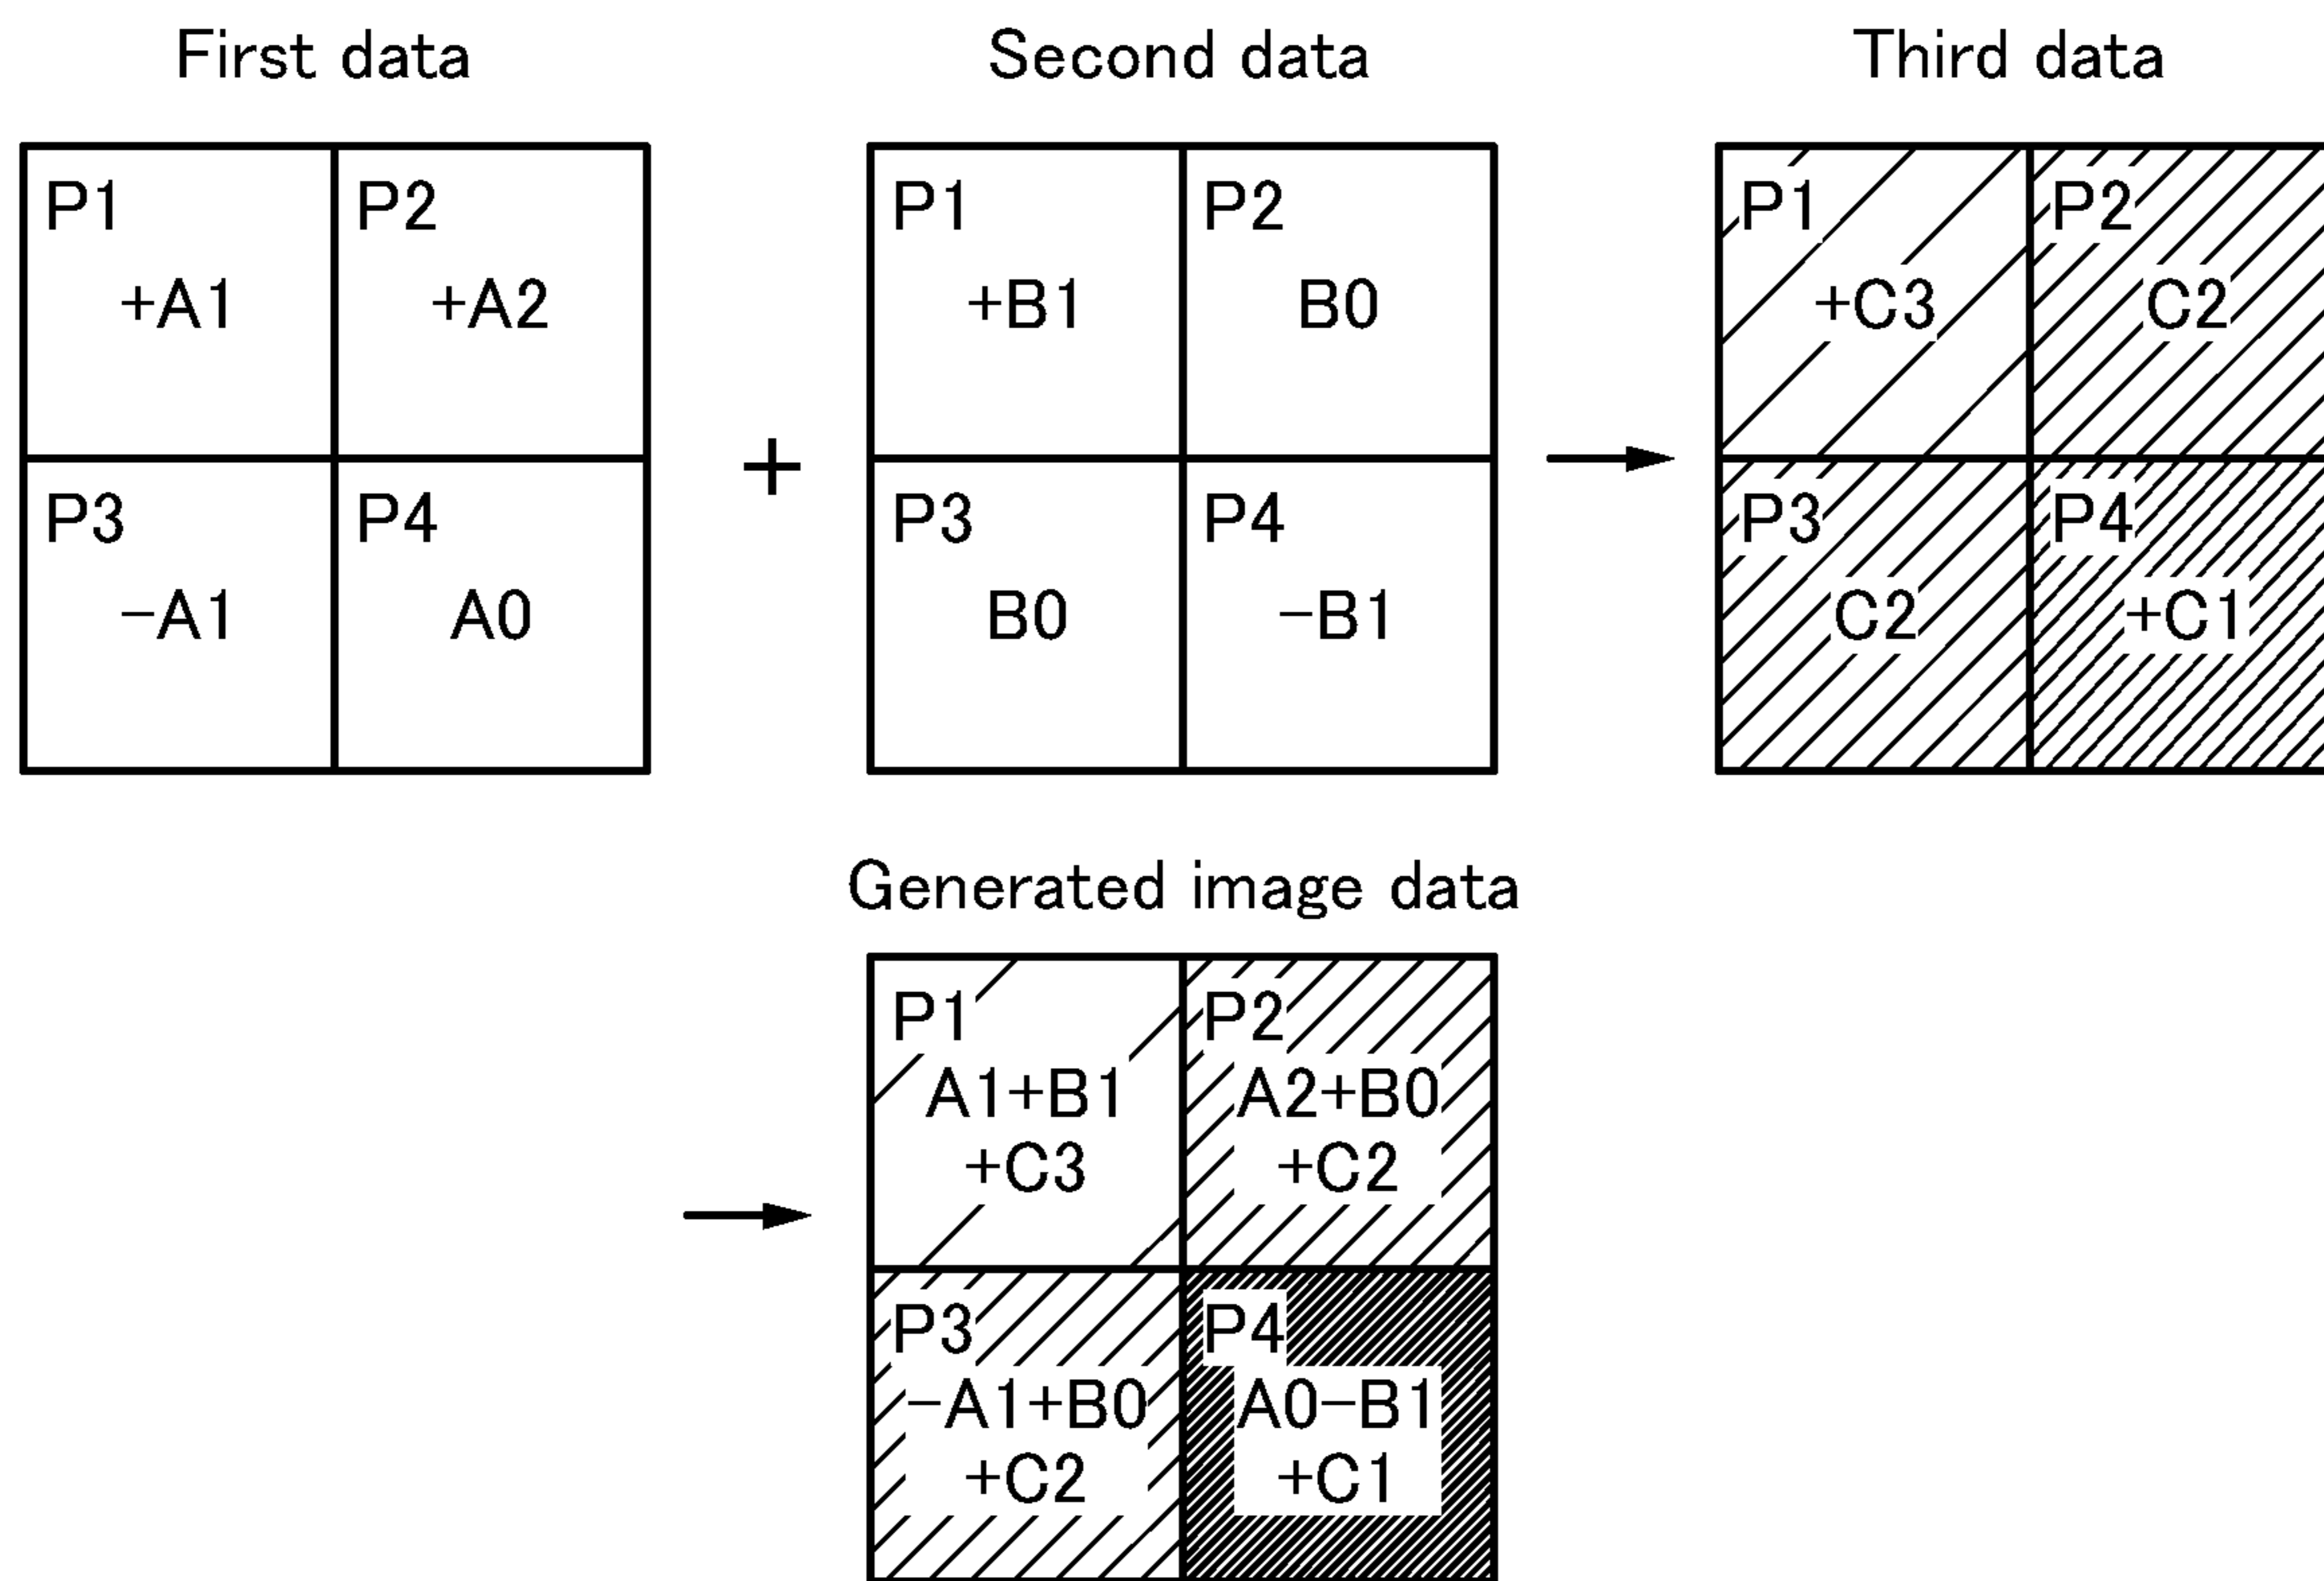 First data
P1 P2
+A1 +A2
P3 P4
-A1 A0
+
Second data
P1 P2
+B1 B0
P3 P4
B0 -B1
Third data
P1 P2
+C3 C2
P3 P4
C2 +C1
Generated image data
P1 P2
A1+B1 A2+B0
+C3 +C2
P3 P4
-A1+B0 A0-B1
+C2 +C1